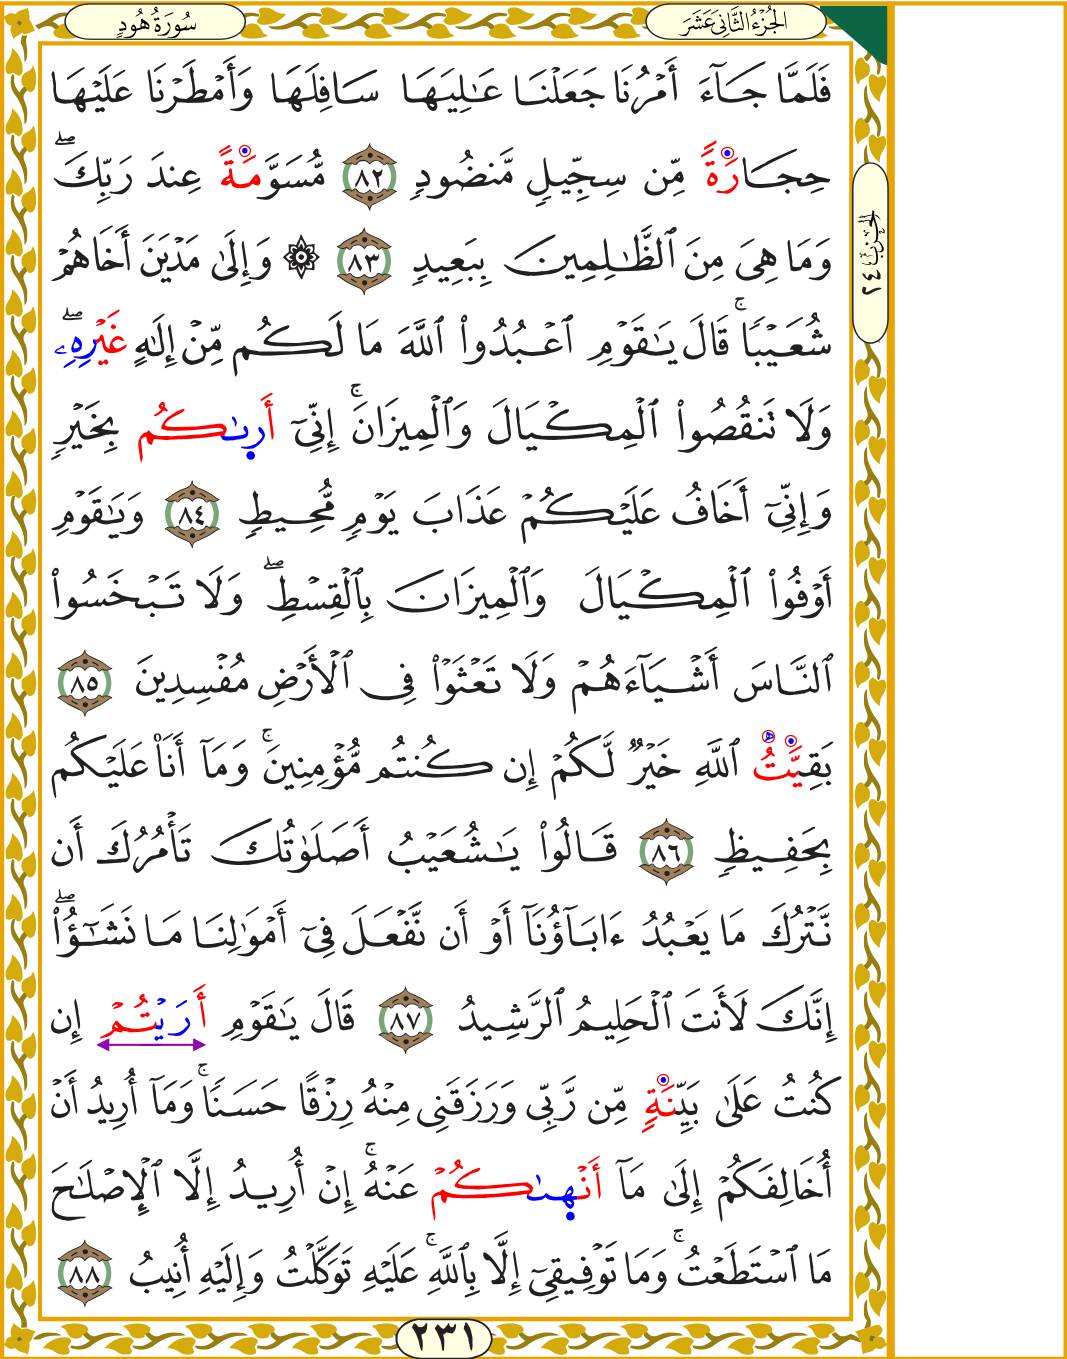 الجُزْءُ الثَّانِىَ عَشَرَ
سُورَةُ هُودٍ
فَلَمَّا جَآءَ أَمْرُنَا جَعَلْنَا عَٰلِيَهَا سَافِلَهَا وَأَمْطَرْنَا عَلَيْهَا
حِجَارَةً مِّن سِجِّيلٍ مَّنضُودٍ ٨٢ مُّسَوَّمَةً عِندَ رَبِّكَۖ
وَمَا هِىَ مِنَ ٱلظَّٰلِمِينَ بِبَعِيدٍ ٨٣ ۞ وَإِلَىٰ مَدْيَنَ أَخَاهُمْ
شُعَيْبًاۚ قَالَ يَٰقَوْمِ ٱعْبُدُوا۟ ٱللَّهَ مَا لَكُم مِّنْ إِلَٰهٍ غَيْرِهِۦۖ
وَلَا تَنقُصُوا۟ ٱلْمِكْيَالَ وَٱلْمِيزَانَۚ إِنِّىٓ أَرىٰكُم بِخَيْرٍ
وَإِنِّىٓ أَخَافُ عَلَيْكُمْ عَذَابَ يَوْمٍ مُّحِيطٍ ٨٤ وَيَٰقَوْمِ
أَوْفُوا۟ ٱلْمِكْيَالَ وَٱلْمِيزَانَ بِٱلْقِسْطِۖ وَلَا تَبْخَسُوا۟
ٱلنَّاسَ أَشْيَآءَهُمْ وَلَا تَعْثَوْا۟ فِى ٱلْأَرْضِ مُفْسِدِينَ ٨٥
بَقِيَّتُ ٱللَّهِ خَيْرٌ لَّكُمْ إِن كُنتُم مُّؤْمِنِينَۚ وَمَآ أَنَا۠ عَلَيْكُم
بِحَفِيظٍ ٨٦ قَالُوا۟ يَٰشُعَيْبُ أَصَلَوٰتُكَ تَأْمُرُكَ أَن
نَّتْرُكَ مَا يَعْبُدُ ءَابَآؤُنَآ أَوْ أَن نَّفْعَلَ فِىٓ أَمْوَٰلِنَا مَا نَشَٰٓؤُا۟ۖ
إِنَّكَ لَأَنتَ ٱلْحَلِيمُ ٱلرَّشِيدُ ٨٧ قَالَ يَٰقَوْمِ أَرَيْتُمْ إِن
كُنتُ عَلَىٰ بَيِّنَةٍ مِّن رَّبِّى وَرَزَقَنِى مِنْهُ رِزْقًا حَسَنًاۚ وَمَآ أُرِيدُ أَنْ
أُخَالِفَكُمْ إِلَىٰ مَآ أَنْهىٰكُمْ عَنْهُۚ إِنْ أُرِيدُ إِلَّا ٱلْإِصْلَٰحَ
مَا ٱسْتَطَعْتُۚ وَمَا تَوْفِيقِىٓ إِلَّا بِٱللَّهِۚ عَلَيْهِ تَوَكَّلْتُ وَإِلَيْهِ أُنِيبُ ٨٨
الحِزْبُ ٢٤
٢٣١